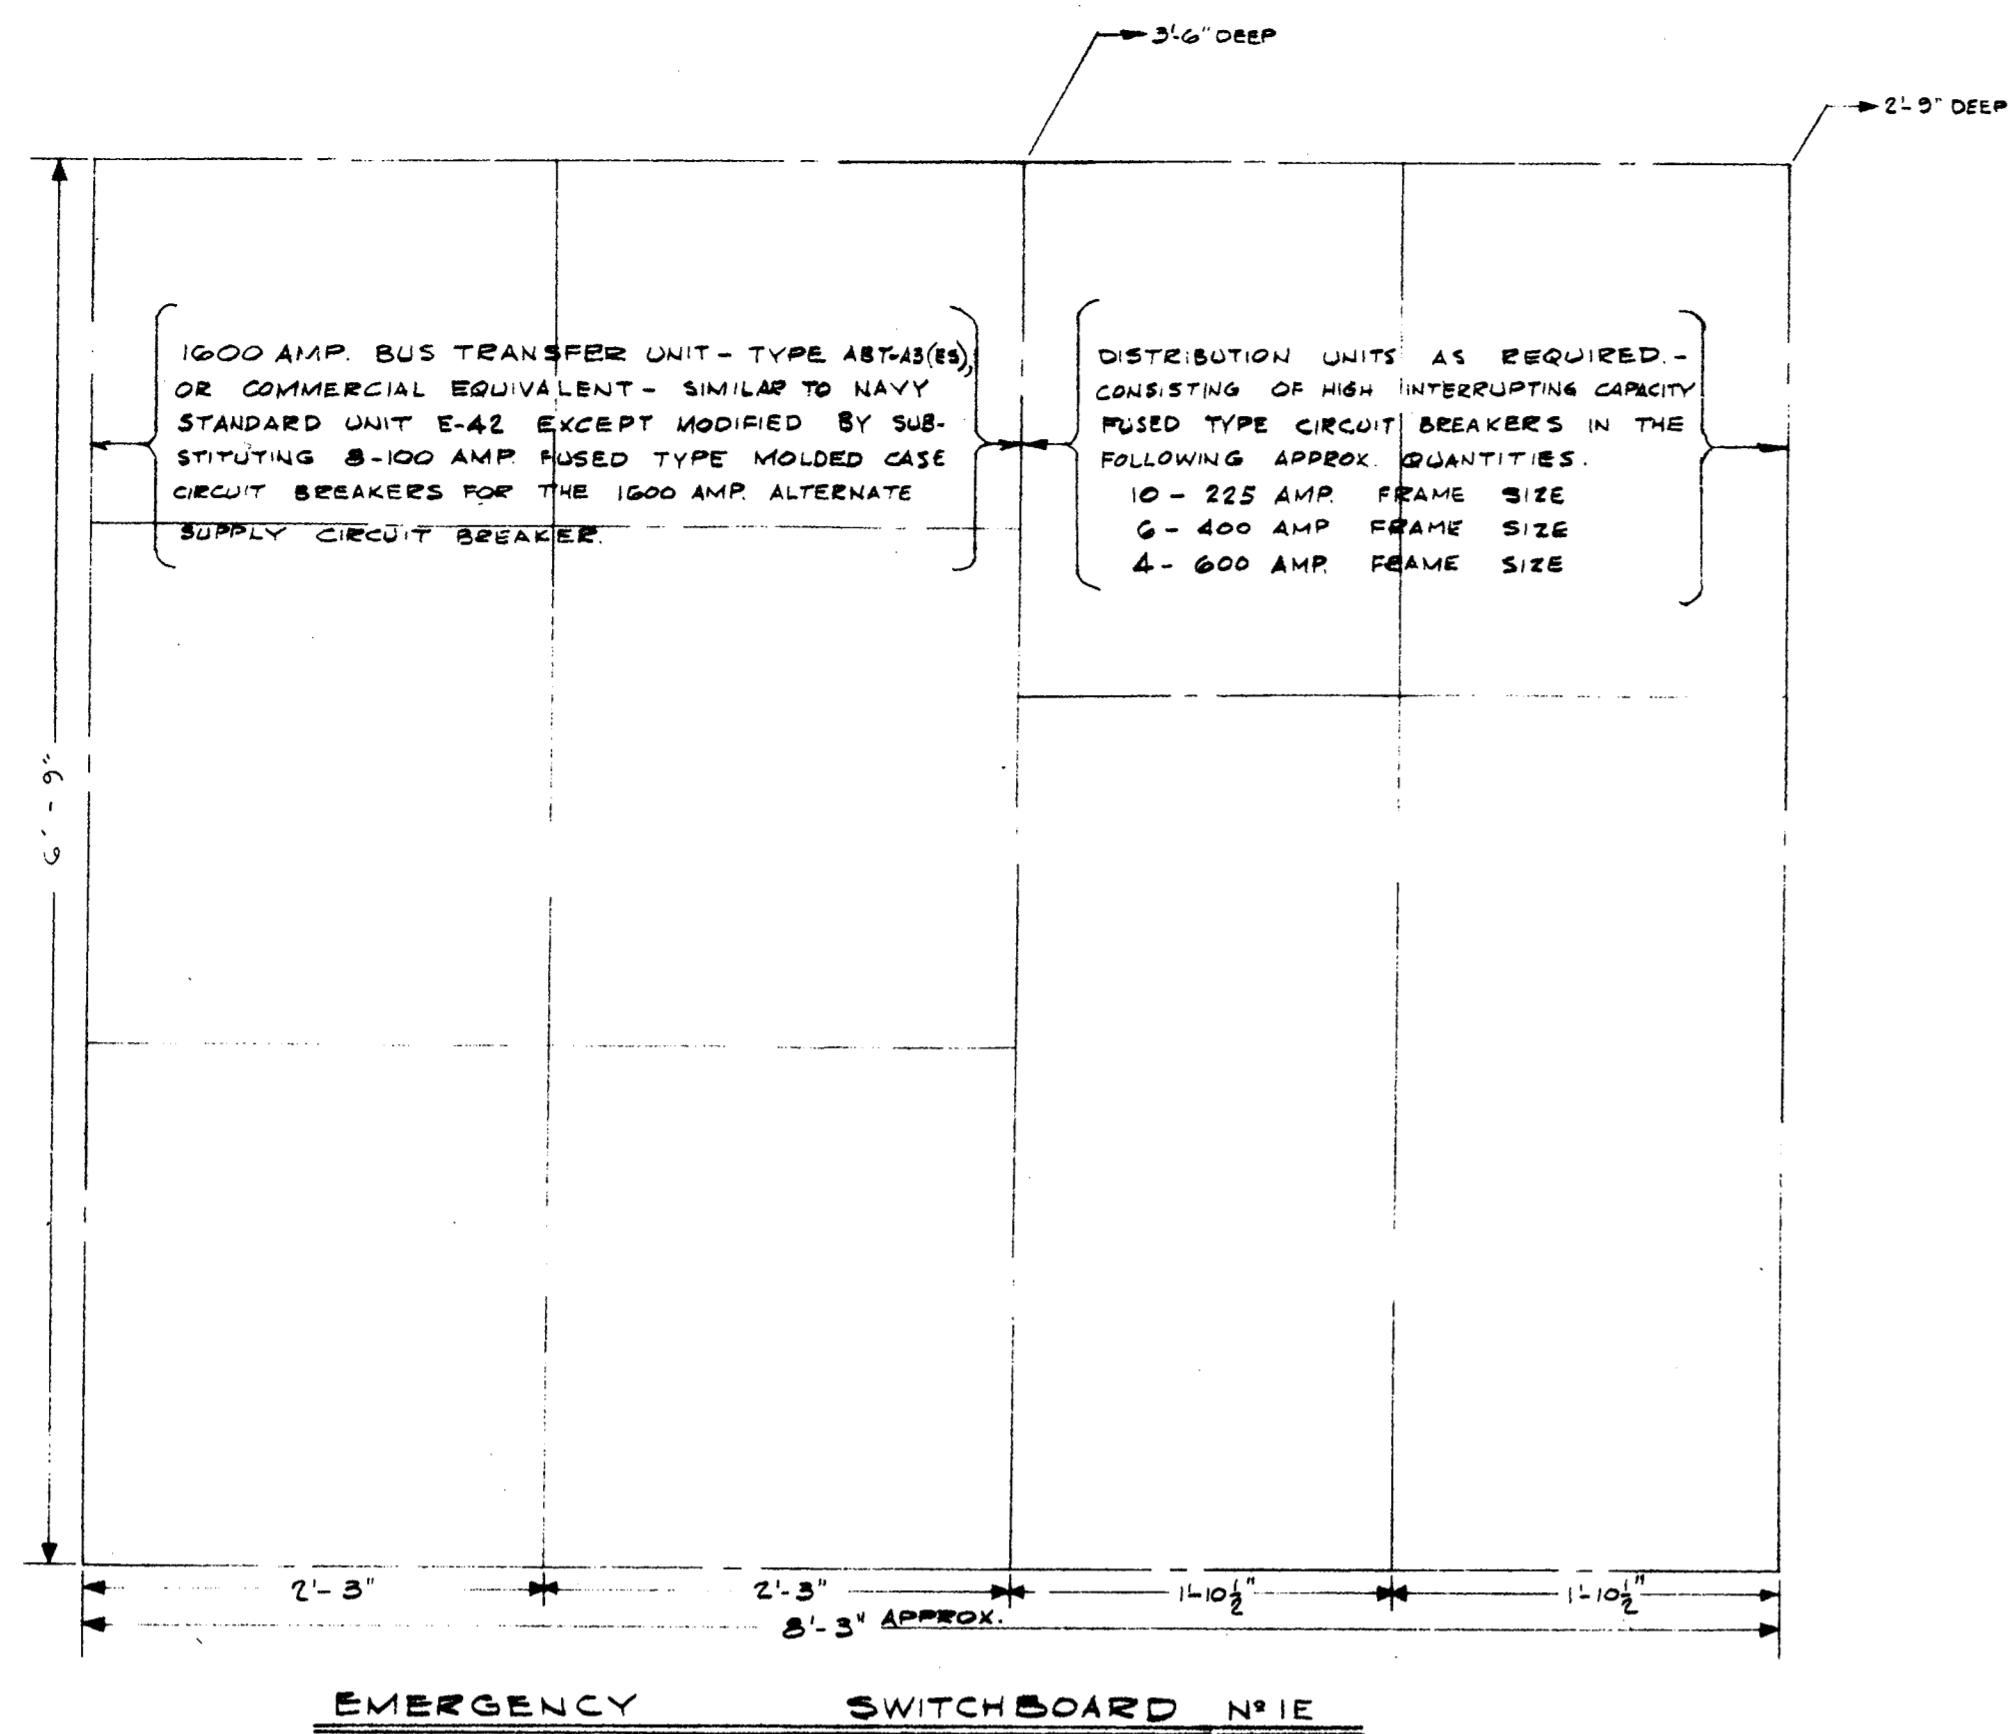 3'-6" DEEP
2'-9" DEEP
1600 AMP. BUS TRANSFER UNIT - TYPE ABT-A3(ES),
OR COMMERCIAL EQUIVALENT - SIMILAR TO NAVY
STANDARD UNIT E-42 EXCEPT MODIFIED BY SUB-
STITUTING 8-100 AMP. FUSED TYPE MOLDED CASE
CIRCUIT BREAKERS FOR THE 1600 AMP. ALTERNATE
SUPPLY CIRCUIT BREAKER.
DISTRIBUTION UNITS AS REQUIRED. -
CONSISTING OF HIGH INTERRUPTING CAPACITY
FUSED TYPE CIRCUIT BREAKERS IN THE
FOLLOWING APPROX. QUANTITIES.
10 - 225 AMP. FRAME SIZE
6 - 400 AMP FRAME SIZE
4 - 600 AMP. FRAME SIZE
6' - 9"
2'-3"
2'-3"
1'-10½"
1'-10½"
8'-3" APPROX.
EMERGENCY SWITCHBOARD Nº 1E